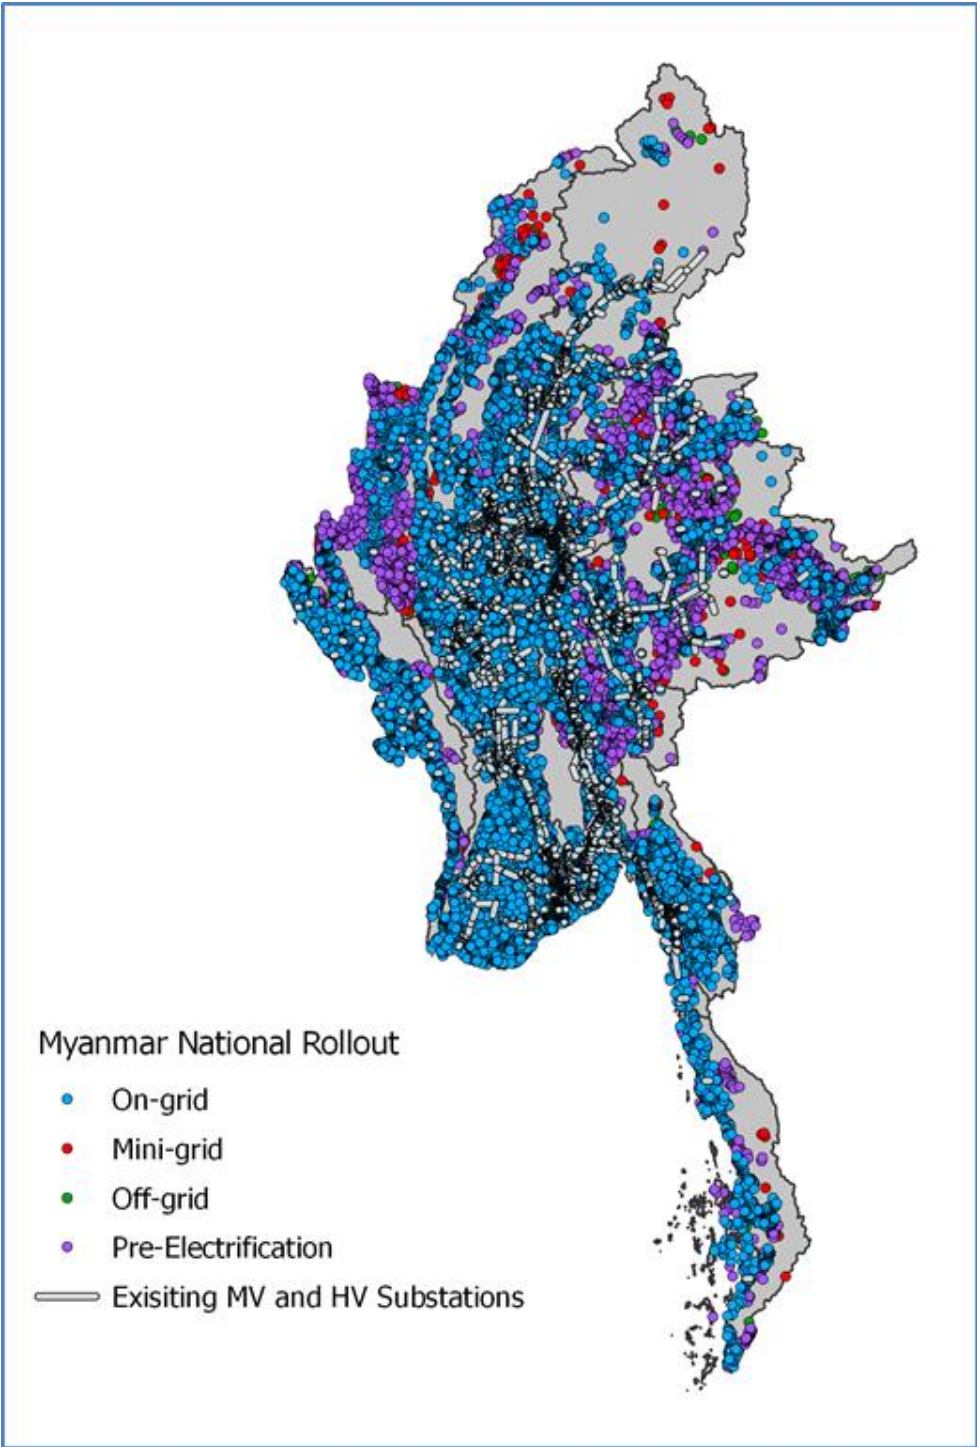 Myanmar National Rollout
On-grid
Mini-grid
Off-grid
Pre-Electrification
Exisiting MV and HV Substations